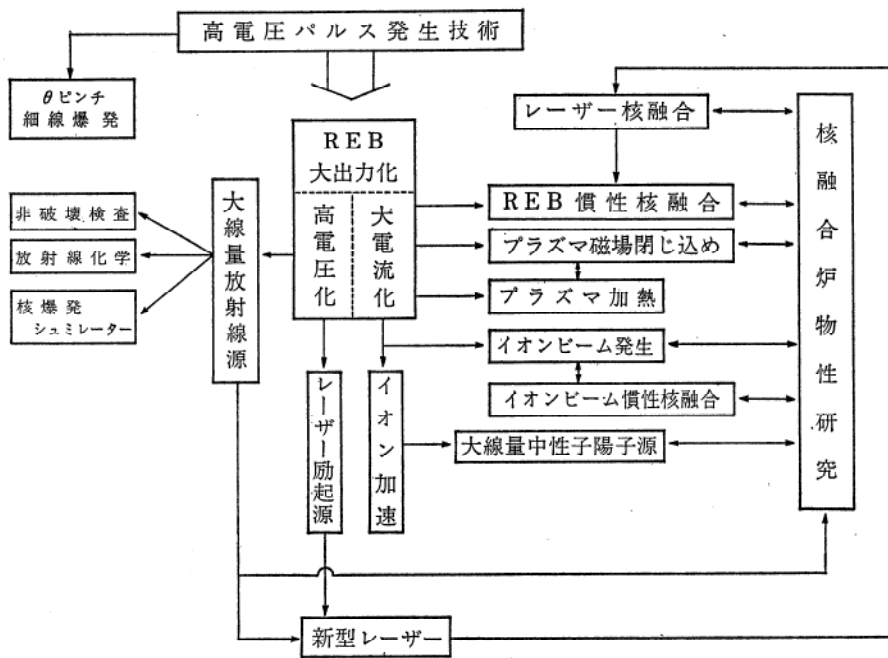 高電圧パルス発生技術
θピンチ
細線爆発
レーザー核融合
REB
大出力化
高電圧化
大電流化
大線量放射線源
非破壊検査
放射線化学
核爆発
シュミレーター
REB慣性核融合
プラズマ磁場閉じ込め
プラズマ加熱
イオンビーム発生
イオンビーム慣性核融合
大線量中性子陽子源
核融合炉物性研究
レーザー励起源
イオン加速
新型レーザー